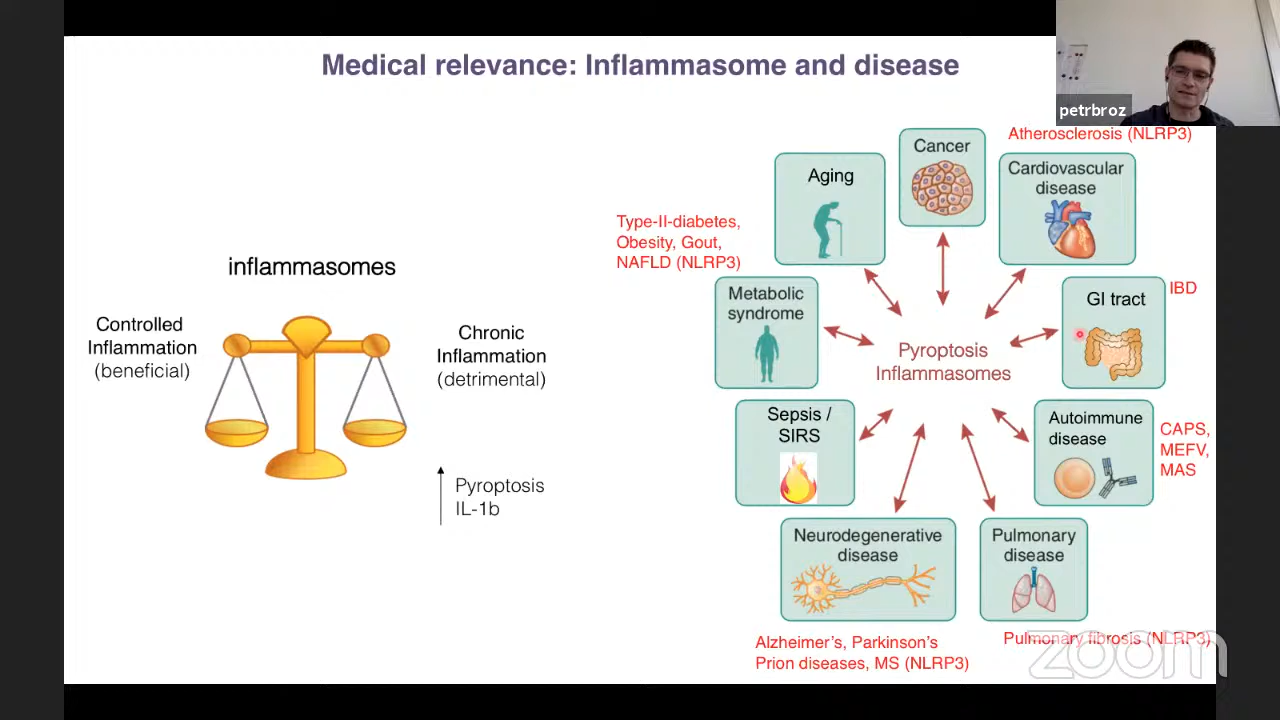 Medical relevance: Inflammasome and disease
petrbroz
inflammasomes
Controlled
Inflammation
(beneficial)
Chronic
Inflammation
(detrimental)
Pyroptosis
IL-1b
Cancer
Atherosclerosis (NLRP3)
Aging
Cardiovascular
disease
Type-II-diabetes,
Obesity, Gout,
NAFLD (NLRP3)
Metabolic
syndrome
GI tract
IBD
Pyroptosis
Inflammasomes
Sepsis /
SIRS
Autoimmune
disease
CAPS,
MEFV,
MAS
Neurodegenerative
disease
Pulmonary
disease
Alzheimer's, Parkinson's
Prion diseases, MS (NLRP3)
Pulmonary fibrosis (NLRP3)
zoom